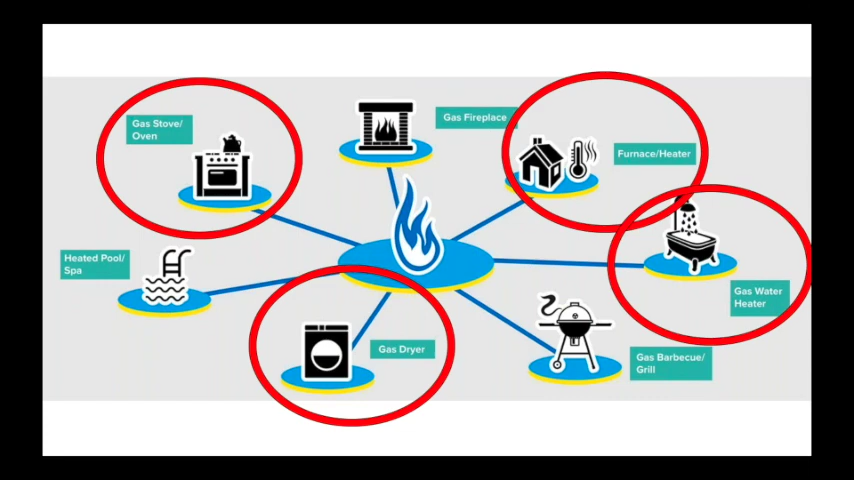 Gas Stove/
Oven
Gas Fireplace
Furnace/Heater
Heated Pool/
Spa
Gas Water
Heater
Gas Dryer
Gas Barbecue/
Grill